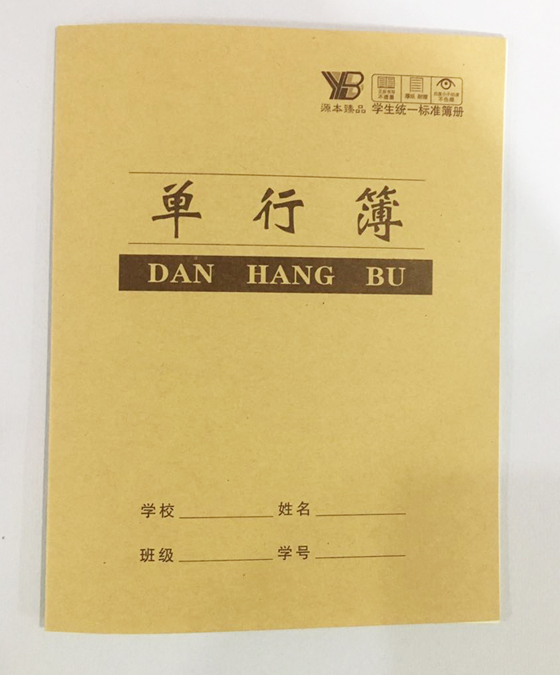 YB
源本臻品 学生统一标准簿册
单行簿
DAN HANG BU
学校 姓名
班级 学号